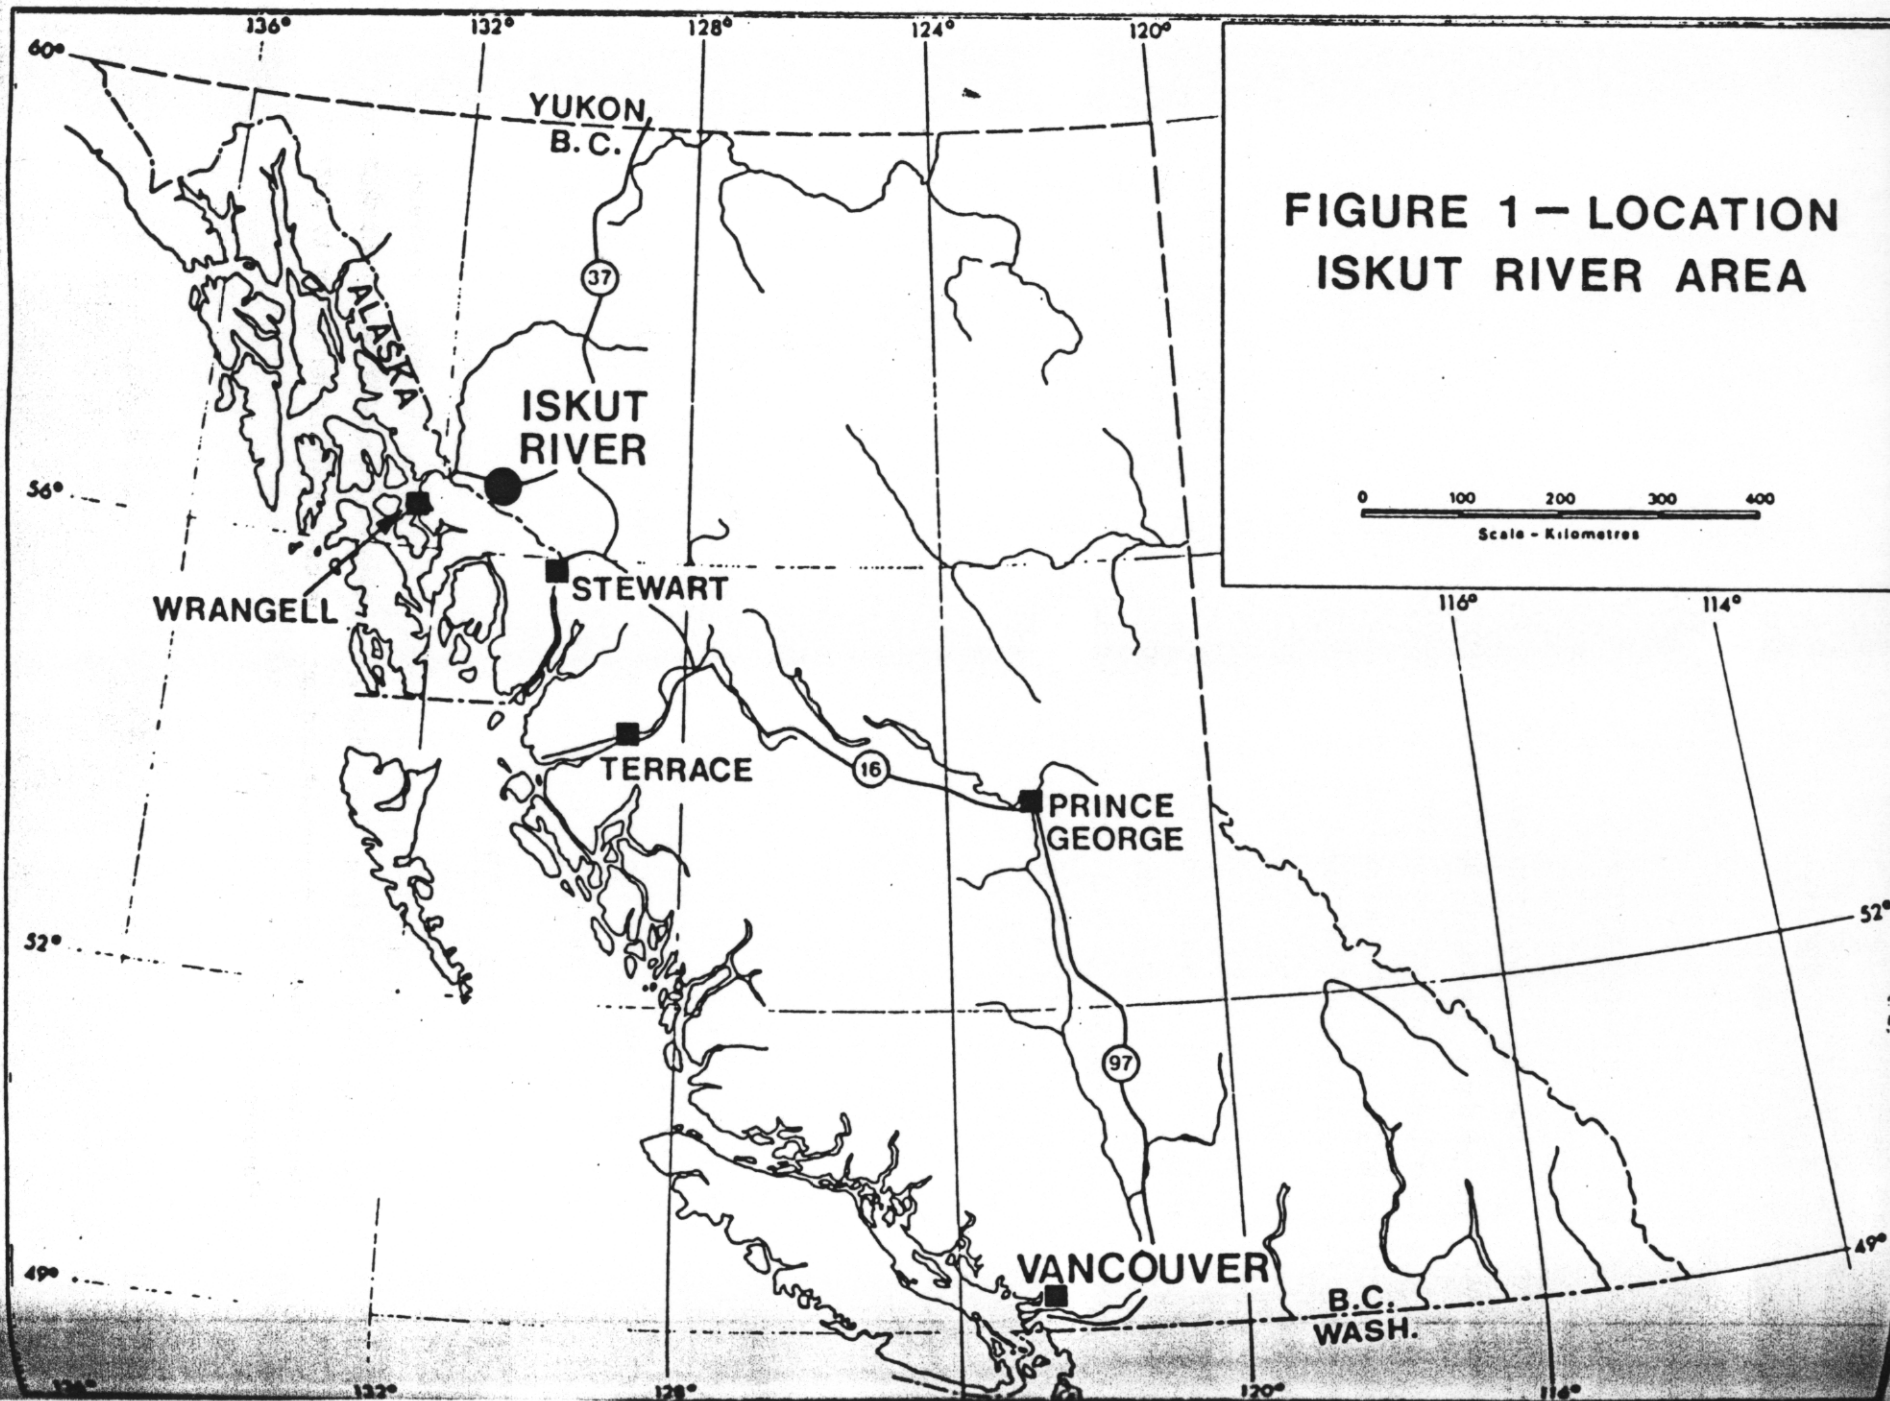 136°
132°
128°
124°
120°
60°
YUKON
B.C.
FIGURE 1 — LOCATION
ISKUT RIVER AREA
37
ALASKA
ISKUT
RIVER
56°
0 100 200 300 400
Scale - Kilometres
STEWART
WRANGELL
116°
114°
TERRACE
16
PRINCE
GEORGE
52°
52°
97
49°
49°
VANCOUVER
B.C.
WASH.
132°
128°
120°
116°